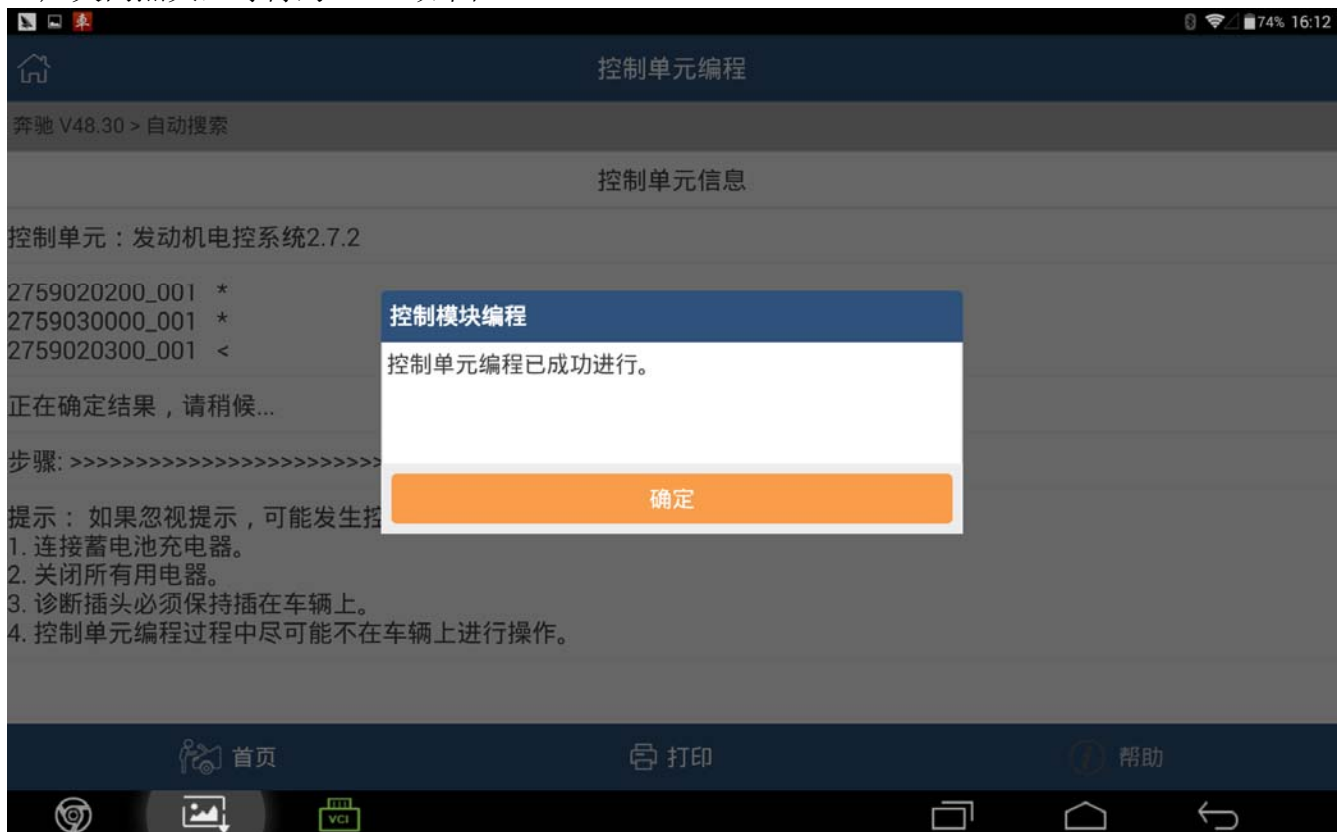 車
74% 16:12
控制单元编程
奔驰 V48.30 > 自动搜索
控制单元信息
控制单元：发动机电控系统2.7.2
2759020200_001 *
2759030000_001 *
2759020300_001 <
控制模块编程
控制单元编程已成功进行。
确定
正在确定结果，请稍候...
步骤: >>>>>>>>>>>>>>>>>>>>>>>>
提示： 如果忽视提示，可能发生控
1. 连接蓄电池充电器。
2. 关闭所有用电器。
3. 诊断插头必须保持插在车辆上。
4. 控制单元编程过程中尽可能不在车辆上进行操作。
首页
打印
帮助
VCI